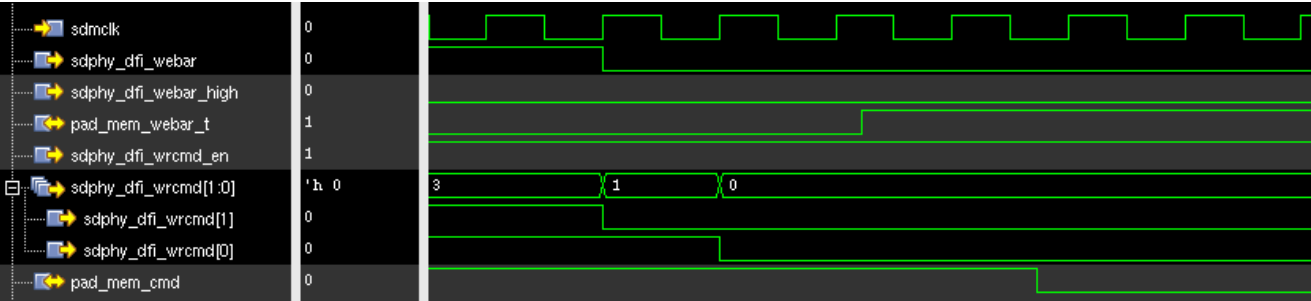 sdmclk 0
sdphy_dfi_webar 0
sdphy_dfi_webar_high 0
pad_mem_webar_t 1
sdphy_dfi_wrcmd_en 1
sdphy_dfi_wrcmd[1:0] 'h 0 3 1 0
sdphy_dfi_wrcmd[1] 0
sdphy_dfi_wrcmd[0] 0
pad_mem_cmd 0